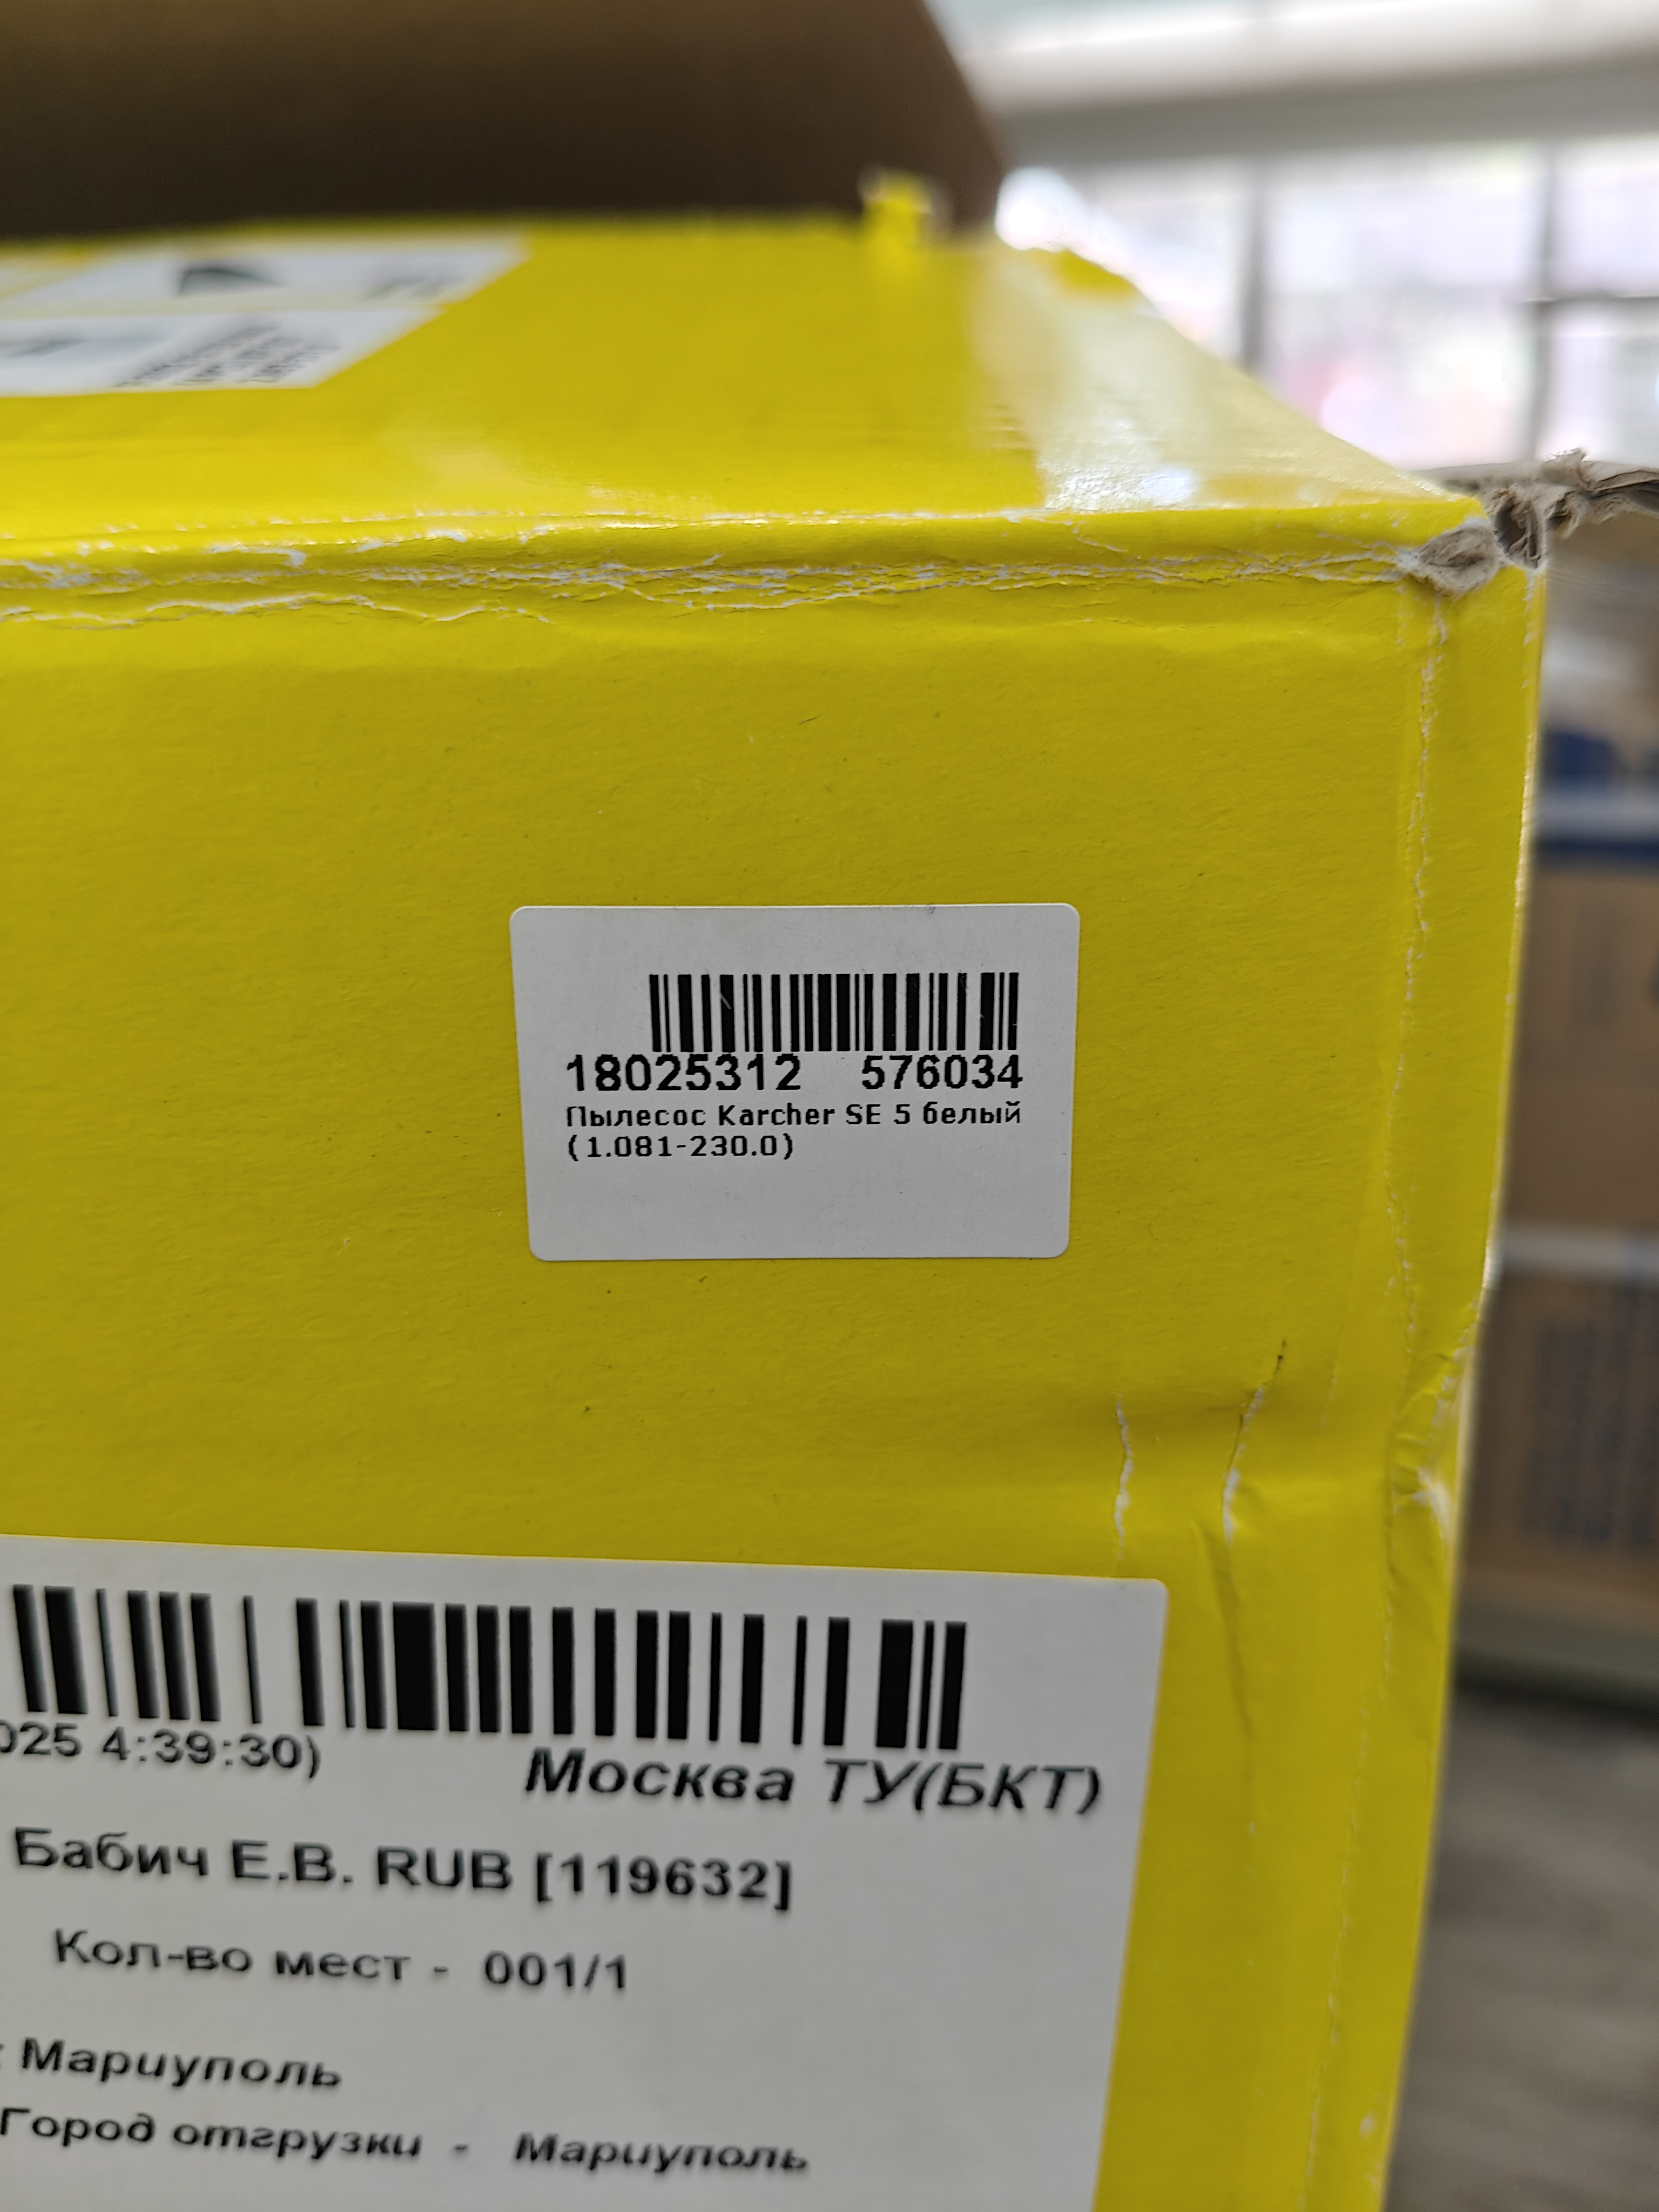 18025312 576034
Пылесос Karcher SE 5 белый
(1.081-230.0)
025 4:39:30)
Москва ТУ(БКТ)
Бабич Е.В. RUB [119632]
Кол-во мест - 001/1
Мариуполь
Город отгрузки - Мариуполь